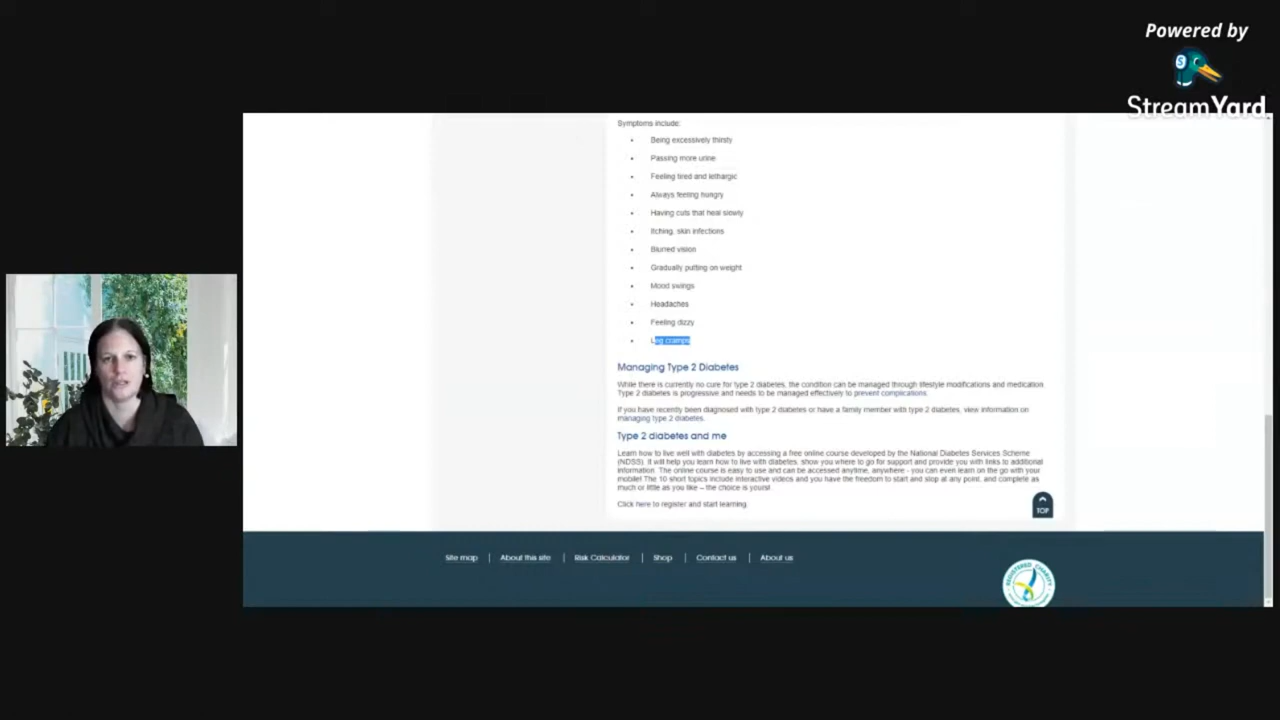 Powered by
StreamYard
Symptoms include:
• Being excessively thirsty
• Passing more urine
• Feeling tired and lethargic
• Always feeling hungry
• Having cuts that heal slowly
• Itching, skin infections
• Blurred vision
• Gradually putting on weight
• Mood swings
• Headaches
• Feeling dizzy
• Leg cramps
Managing Type 2 Diabetes
While there is currently no cure for type 2 diabetes, the condition can be managed through lifestyle modifications and medication.
Type 2 diabetes is progressive and needs to be managed effectively to prevent complications.
If you have recently been diagnosed with type 2 diabetes or have a family member with type 2 diabetes, view information on
managing type 2 diabetes.
Type 2 diabetes and me
Learn how to live well with diabetes by accessing a free online course developed by the National Diabetes Services Scheme
(NDSS). It will help you learn how to live with diabetes, show you where to go for support and provide you with links to additional
information. The online course is easy to use and can be accessed anytime, anywhere - you can even learn on the go with your
mobile! The 10 short topics include interactive videos and you have the freedom to start and stop at any point, and complete as
much or little as you like – the choice is yours!
Click here to register and start learning.
TOP
Site map | About this site | Risk Calculator | Shop | Contact us | About us
REGISTERED CHARITY